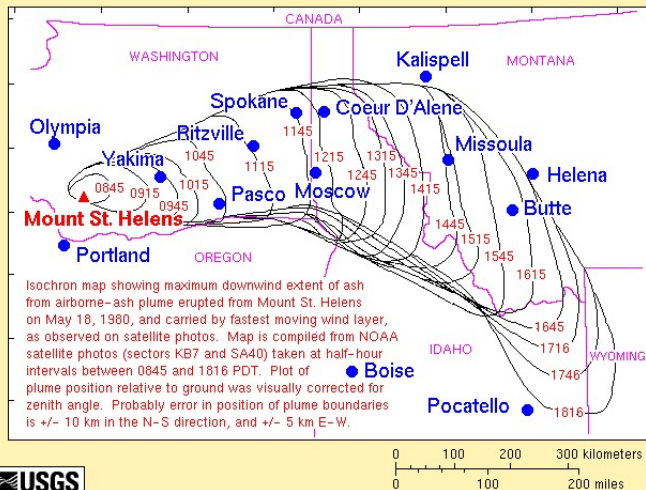 CANADA
WASHINGTON
MONTANA
Kalispell
Spokane
Coeur D'Alene
1145
Olympia
Ritzville
1045
1115
1215
1315
Missoula
Yakima
1015
1245
1345
0845
0915
0945
Pasco
Moscow
1415
Helena
Mount St. Helens
1445
Butte
1515
Portland
OREGON
1545
1615
Isochron map showing maximum downwind extent of ash
from airborne-ash plume erupted from Mount St. Helens
on May 18, 1980, and carried by fastest moving wind layer,
as observed on satellite photos. Map is compiled from NOAA
satellite photos (sectors KB7 and SA40) taken at half-hour
intervals between 0845 and 1816 PDT. Plot of
plume position relative to ground was visually corrected for
zenith angle. Probably error in position of plume boundaries
is +/- 10 km in the N-S direction, and +/- 5 km E-W.
1645
1716
IDAHO
WYOMING
1746
Boise
Pocatello
1816
0 100 200 300 kilometers
0 100 200 miles
USGS